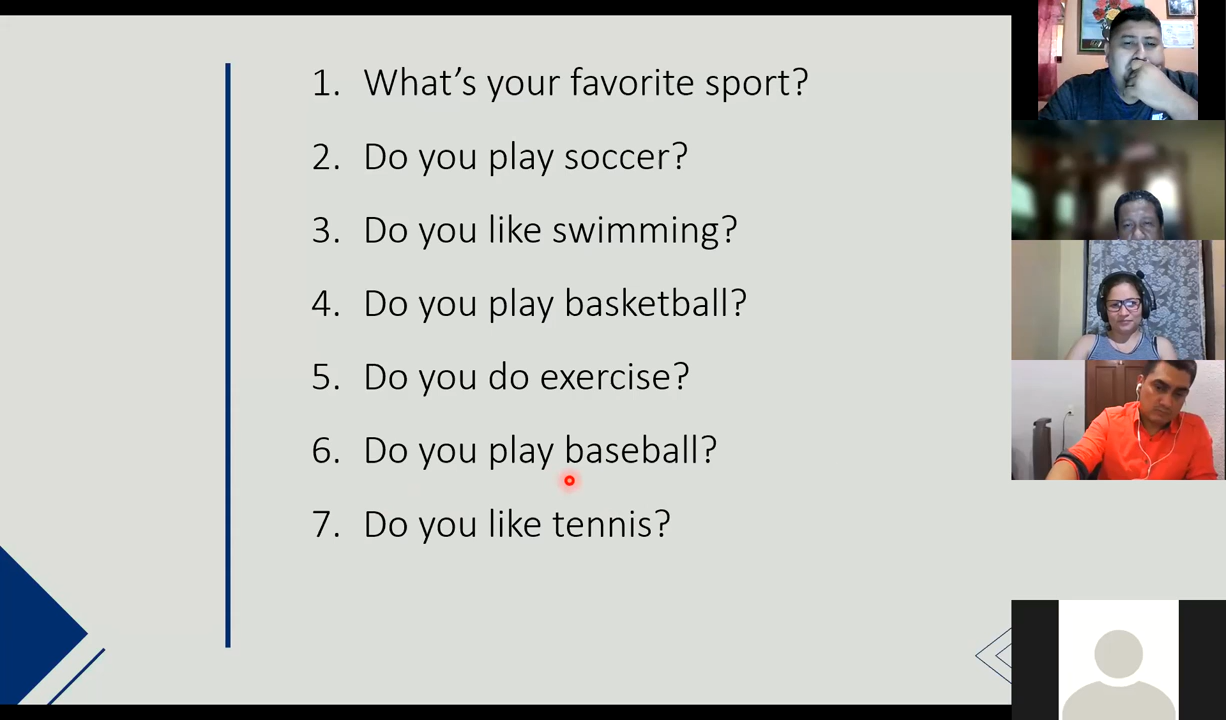 1. What's your favorite sport?
2. Do you play soccer?
3. Do you like swimming?
4. Do you play basketball?
5. Do you do exercise?
6. Do you play baseball?
7. Do you like tennis?